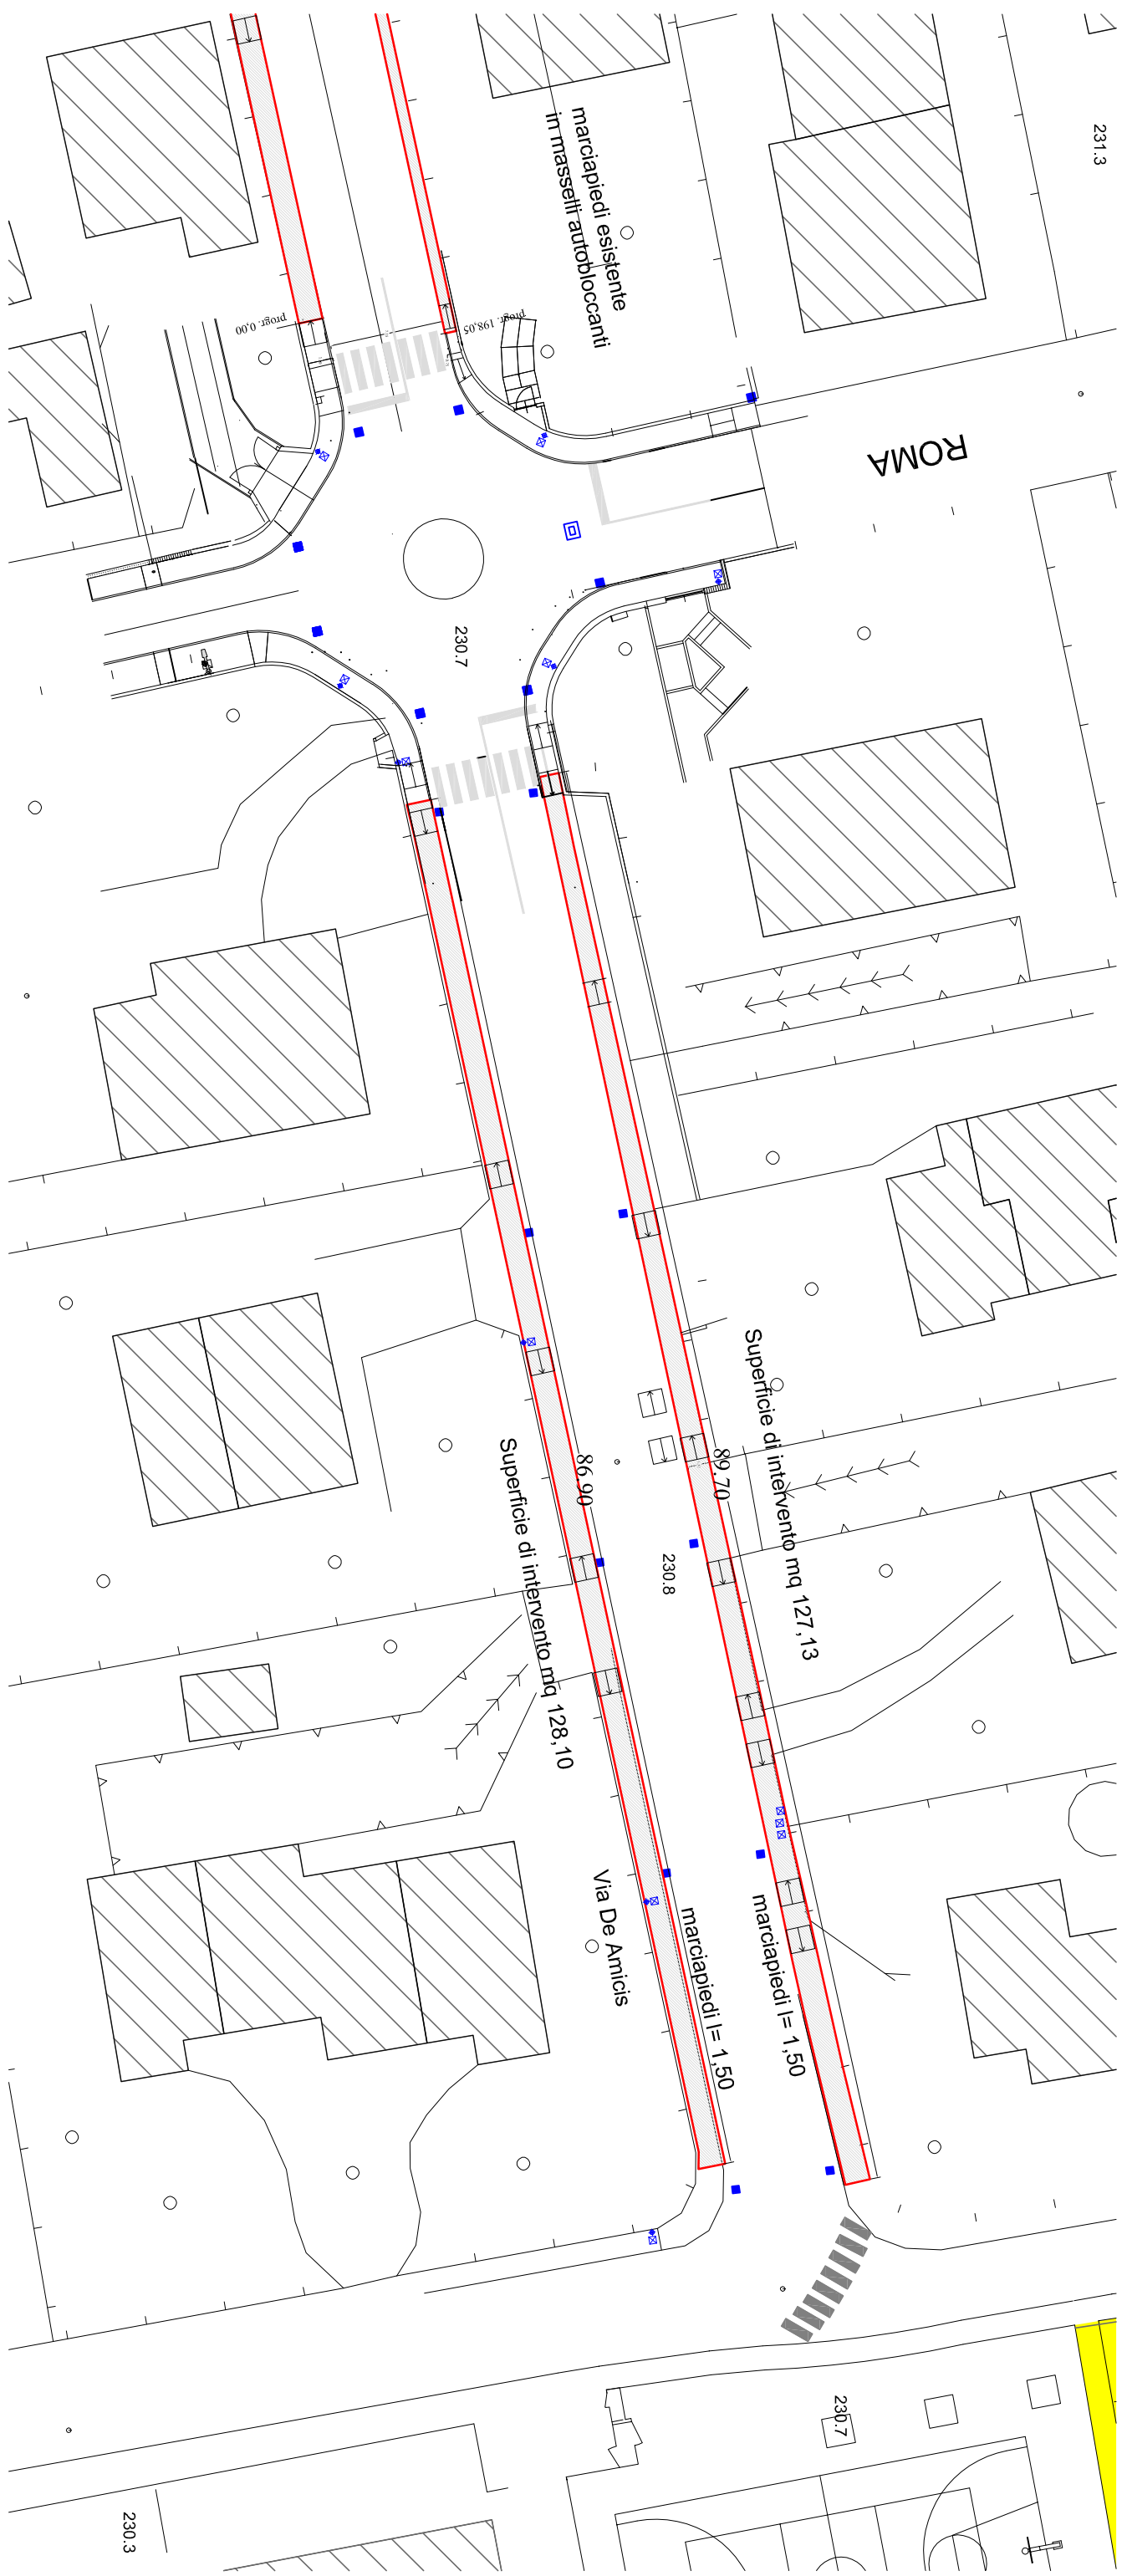 231.3
marciapiedi esistente
in masselli autobloccanti
progr. 0,00
progr. 198,05
ROMA
230.7
Superficie di intervento mq 127,13
89,70
86,90
Superficie di intervento mq 128,10
230.8
Via De Amicis
marciapiedi l= 1,50
marciapiedi l= 1,50
230.7
230.3